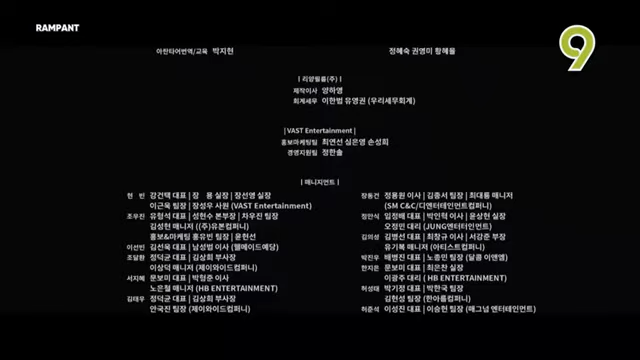 RAMPANT
9
아랍타어번역/교육 박지현
정혜숙 권영미 황혜율
| 리양필름(주) |
제작이사 양하영
회계세무 이한범 유영권 (우리세무회계)
| VAST Entertainment |
홍보마케팅팀 최연선 심은영 손성희
경영지원팀 정한솔
| 매니지먼트 |
현 빈 강건택 대표 | 장 용 실장 | 장선영 실장
이근욱 팀장 | 장성우 사원 (VAST Entertainment)
조우진 유형석 대표 | 성현수 본부장 | 차우진 팀장
김성현 매니저 ((주)유본컴퍼니)
홍보&마케팅 홍유빈 팀장 | 윤현선
이선빈 김선욱 대표 | 남성법 이사 (웰메이드예당)
조달환 정덕균 대표 | 김상희 부사장
이상덕 매니저 (제이와이드컴퍼니)
서지혜 문보미 대표 | 박형준 이사
노은철 매니저 (HB ENTERTAINMENT)
김태우 정덕균 대표 | 김상희 부사장
안국진 팀장 (제이와이드컴퍼니)
장동건 정용원 이사 | 김종서 팀장 | 최대룡 매니저
(SM C&C/디앤터테인먼트컴퍼니)
정만식 임정배 대표 | 박인혁 이사 | 윤상현 실장
오정민 대리 (JUNG엔터테인먼트)
김의성 김병선 대표 | 최창규 이사 | 서강준 부장
유기복 매니저 (아티스트컴퍼니)
박진우 배병진 대표 | 노종민 팀장 (달콤 이앤엠)
한지은 문보미 대표 | 최은찬 실장
이광주 대리 ( HB ENTERTAINMENT)
허성태 박기정 대표 | 박한국 팀장
김현성 팀장 (한아름컴퍼니)
허준석 이성진 대표 | 이승헌 팀장 (매그넘 엔터테인먼트)